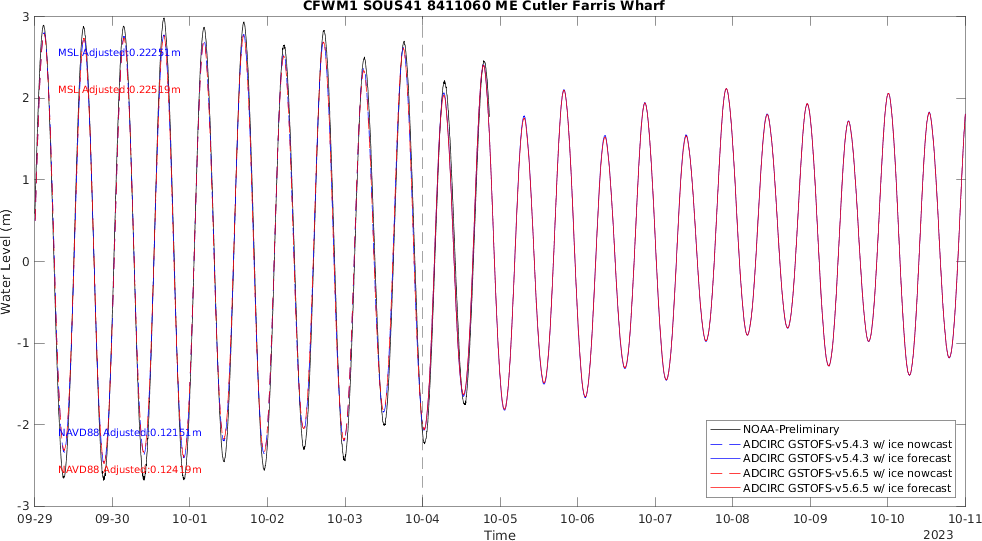 CFWM1 SOUS41 8411060 ME Cutler Farris Wharf
3
2
1
0
-1
-2
-3
Water Level (m)
MSL Adjusted:0.22251m
MSL Adjusted:0.22519m
NAVD88 Adjusted:0.12151m
NAVD88 Adjusted:0.12419m
NOAA-Preliminary
ADCIRC GSTOFS-v5.4.3 w/ ice nowcast
ADCIRC GSTOFS-v5.4.3 w/ ice forecast
ADCIRC GSTOFS-v5.6.5 w/ ice nowcast
ADCIRC GSTOFS-v5.6.5 w/ ice forecast
09-29 09-30 10-01 10-02 10-03 10-04 10-05 10-06 10-07 10-08 10-09 10-10 10-11
Time
2023